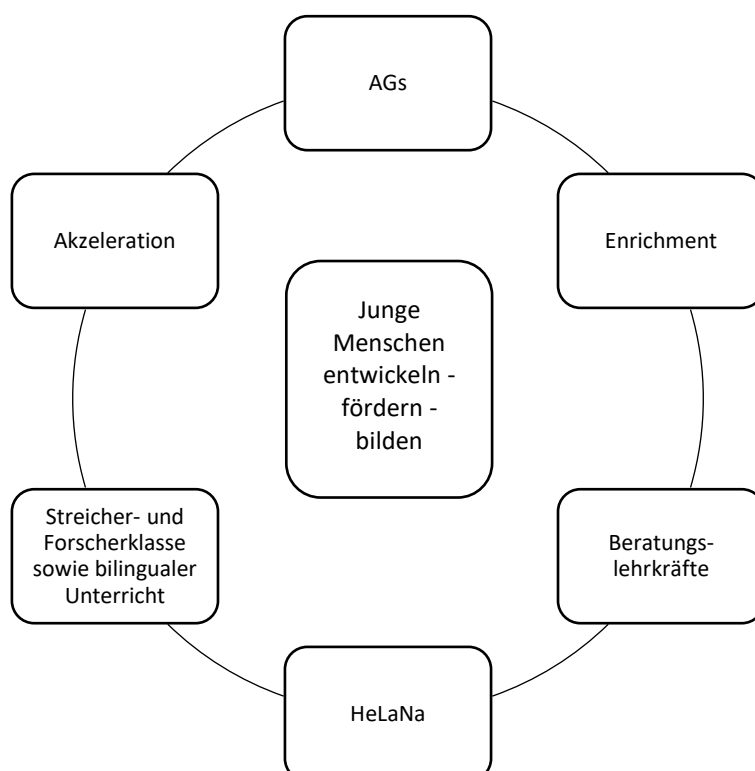 AGs
Akzeleration
Enrichment
Junge
Menschen
entwickeln -
fördern -
bilden
Streicher- und
Forscherklasse
sowie bilingualer
Unterricht
Beratungs-
lehrkräfte
HeLaNa